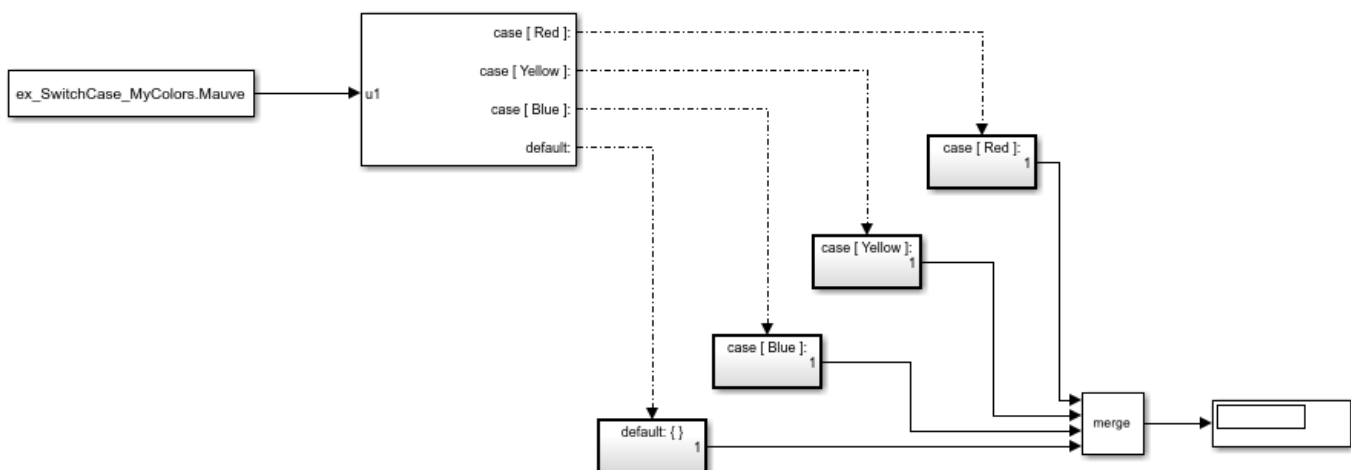 case [ Red ]:
case [ Yellow ]:
ex_SwitchCase_MyColors.Mauve
u1
case [ Blue ]:
default:
case [ Red ]:
1
case [ Yellow ]:
1
case [ Blue ]:
1
default: { }
1
merge